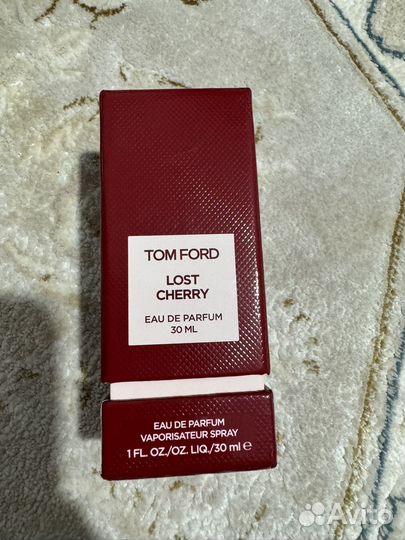 TOM FORD
LOST
CHERRY
EAU DE PARFUM
30 ML
EAU DE PARFUM
VAPORISATEUR SPRAY
1 FL. OZ./OZ. LIQ./30 ml ℮
Avito